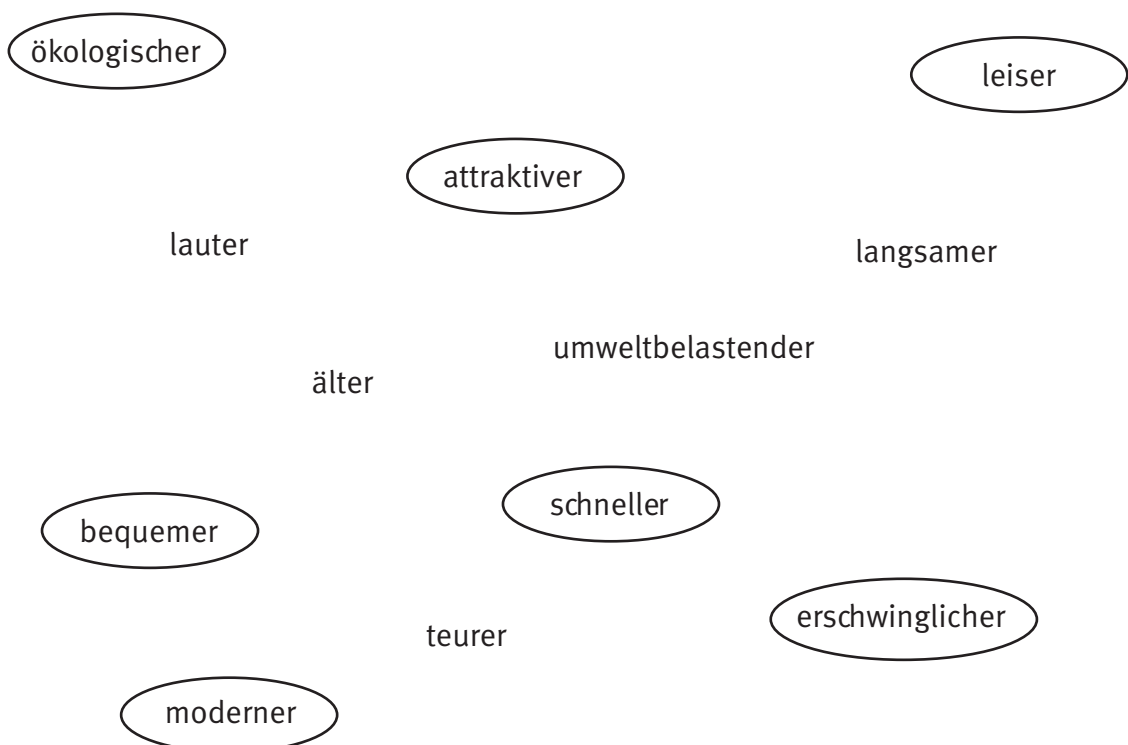 ökologischer
leiser
attraktiver
lauter
langsamer
umweltbelastender
älter
schneller
bequemer
erschwinglicher
teurer
moderner